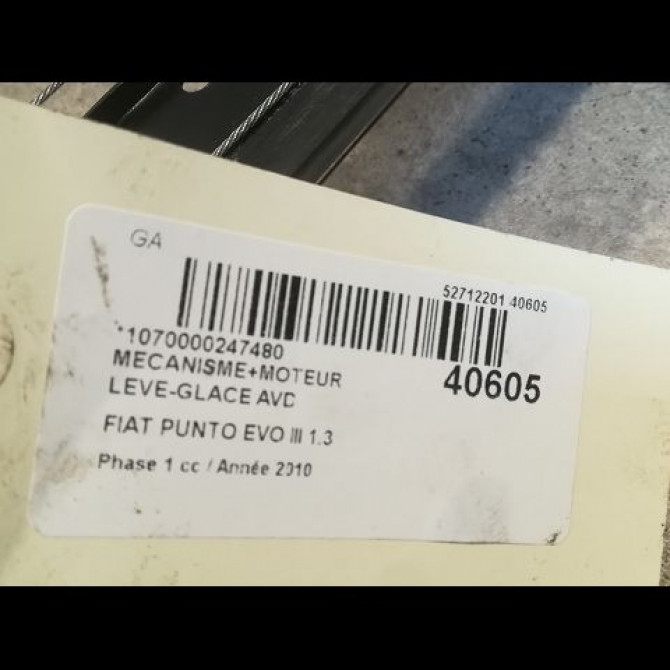 GA
52712201 40605
*1070000247480
MECANISME+MOTEUR
40605
LEVE-GLACE AVD
FIAT PUNTO EVO III 1.3
Phase 1 cc / Année 2010